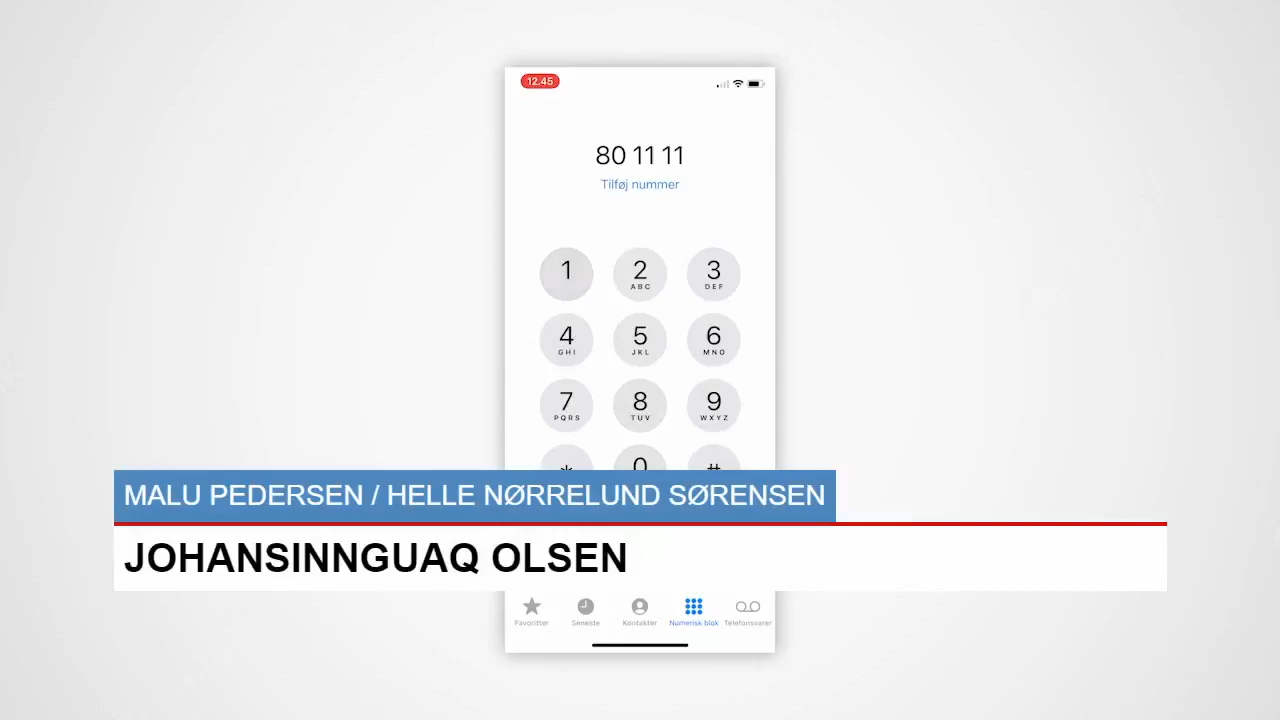 12.45
80 11 11
Tilføj nummer
1
2
ABC
3
DEF
4
GHI
5
JKL
6
MNO
7
PQRS
8
TUV
9
WXYZ
*
0
#
MALU PEDERSEN / HELLE NØRRELUND SØRENSEN
JOHANSINNGUAQ OLSEN
Favoritter
Seneste
Kontakter
Numerisk blok
Telefonsvarer